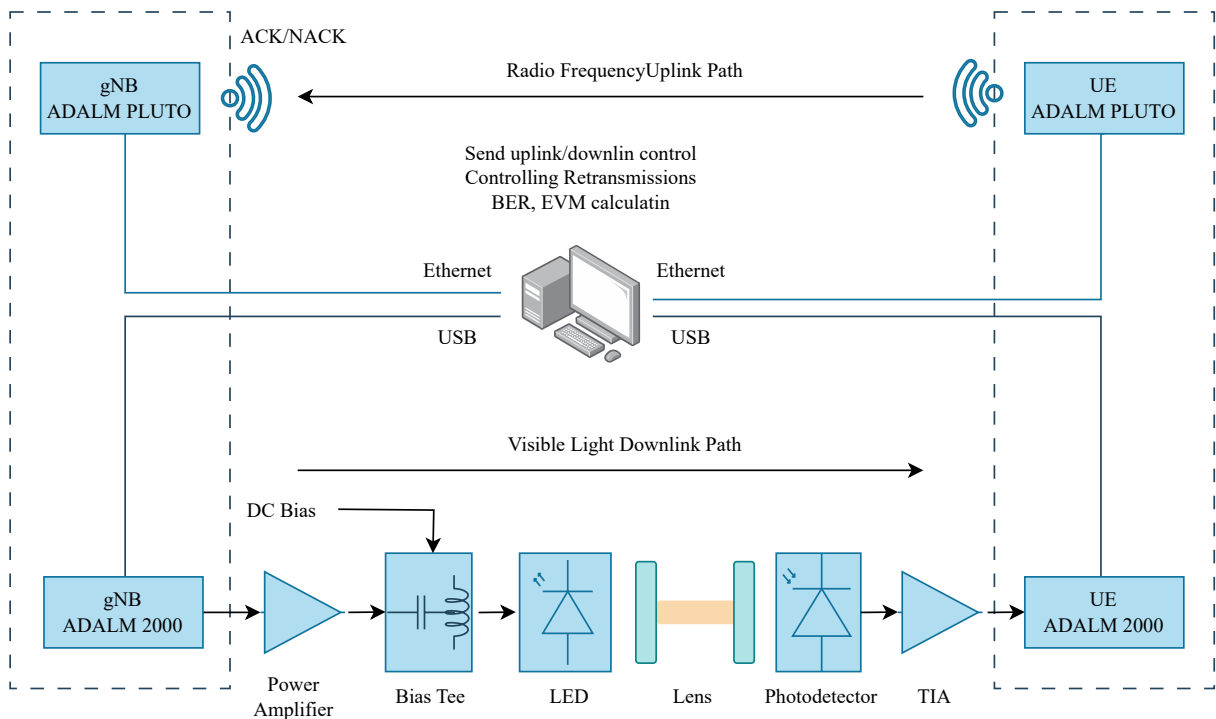 ACK/NACK
gNB
ADALM PLUTO
Radio FrequencyUplink Path
UE
ADALM PLUTO
Send uplink/downlin control
Controlling Retransmissions
BER, EVM calculatin
Ethernet
Ethernet
USB
USB
Visible Light Downlink Path
DC Bias
gNB
ADALM 2000
UE
ADALM 2000
Power
Amplifier
Bias Tee
LED
Lens
Photodetector
TIA